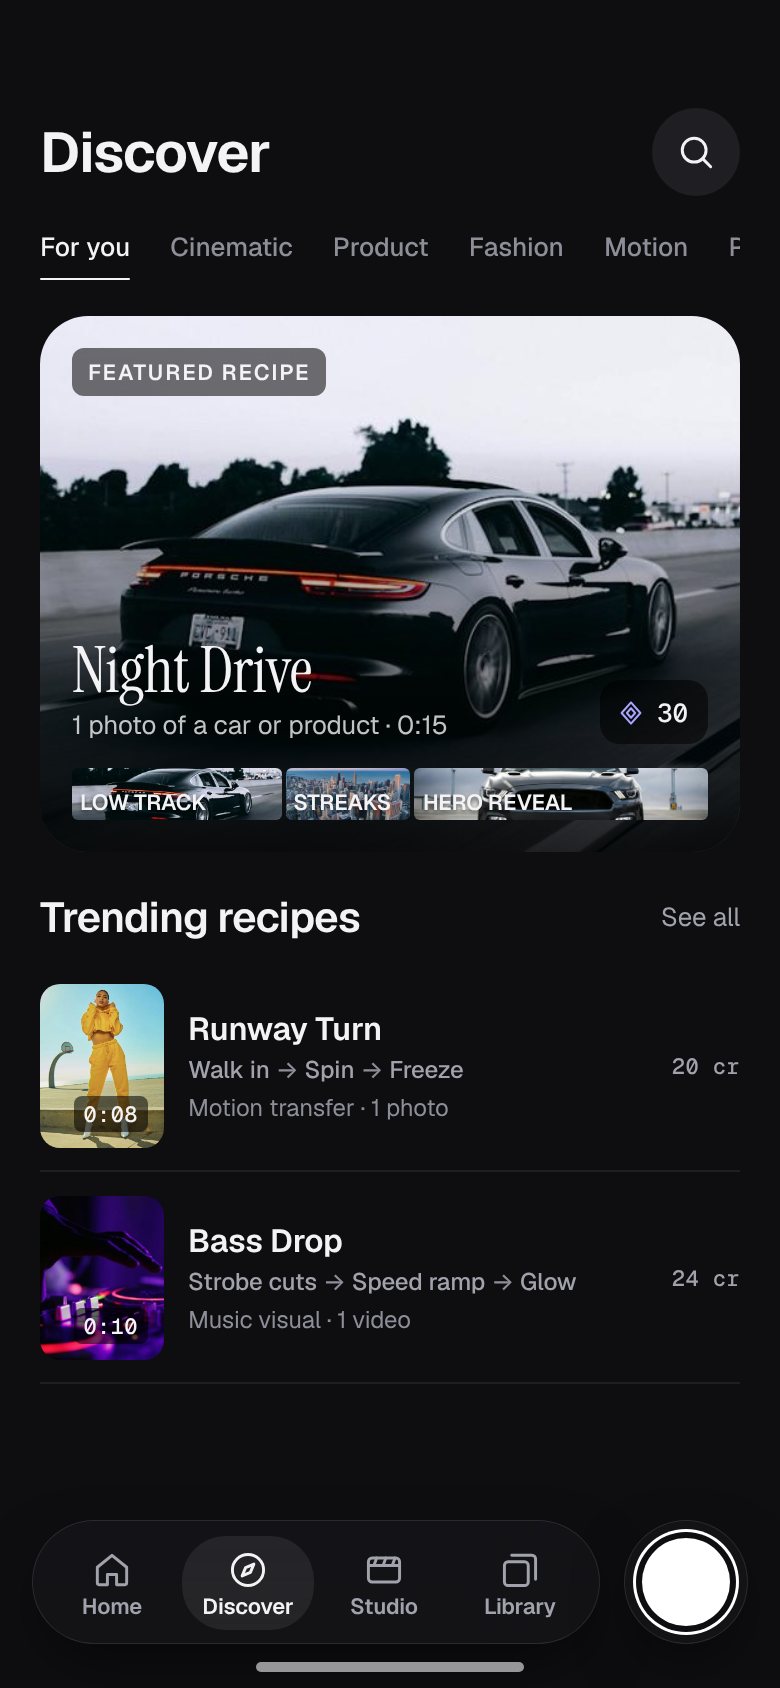 Discover
For you Cinematic Product Fashion Motion
FEATURED RECIPE
PORSCHE
Night Drive
1 photo of a car or product · 0:15
30
LOW TRACK STREAKS HERO REVEAL
Trending recipes
See all
Runway Turn
Walk in → Spin → Freeze
Motion transfer · 1 photo
20 cr
0:08
Bass Drop
Strobe cuts → Speed ramp → Glow
Music visual · 1 video
24 cr
0:10
Home Discover Studio Library